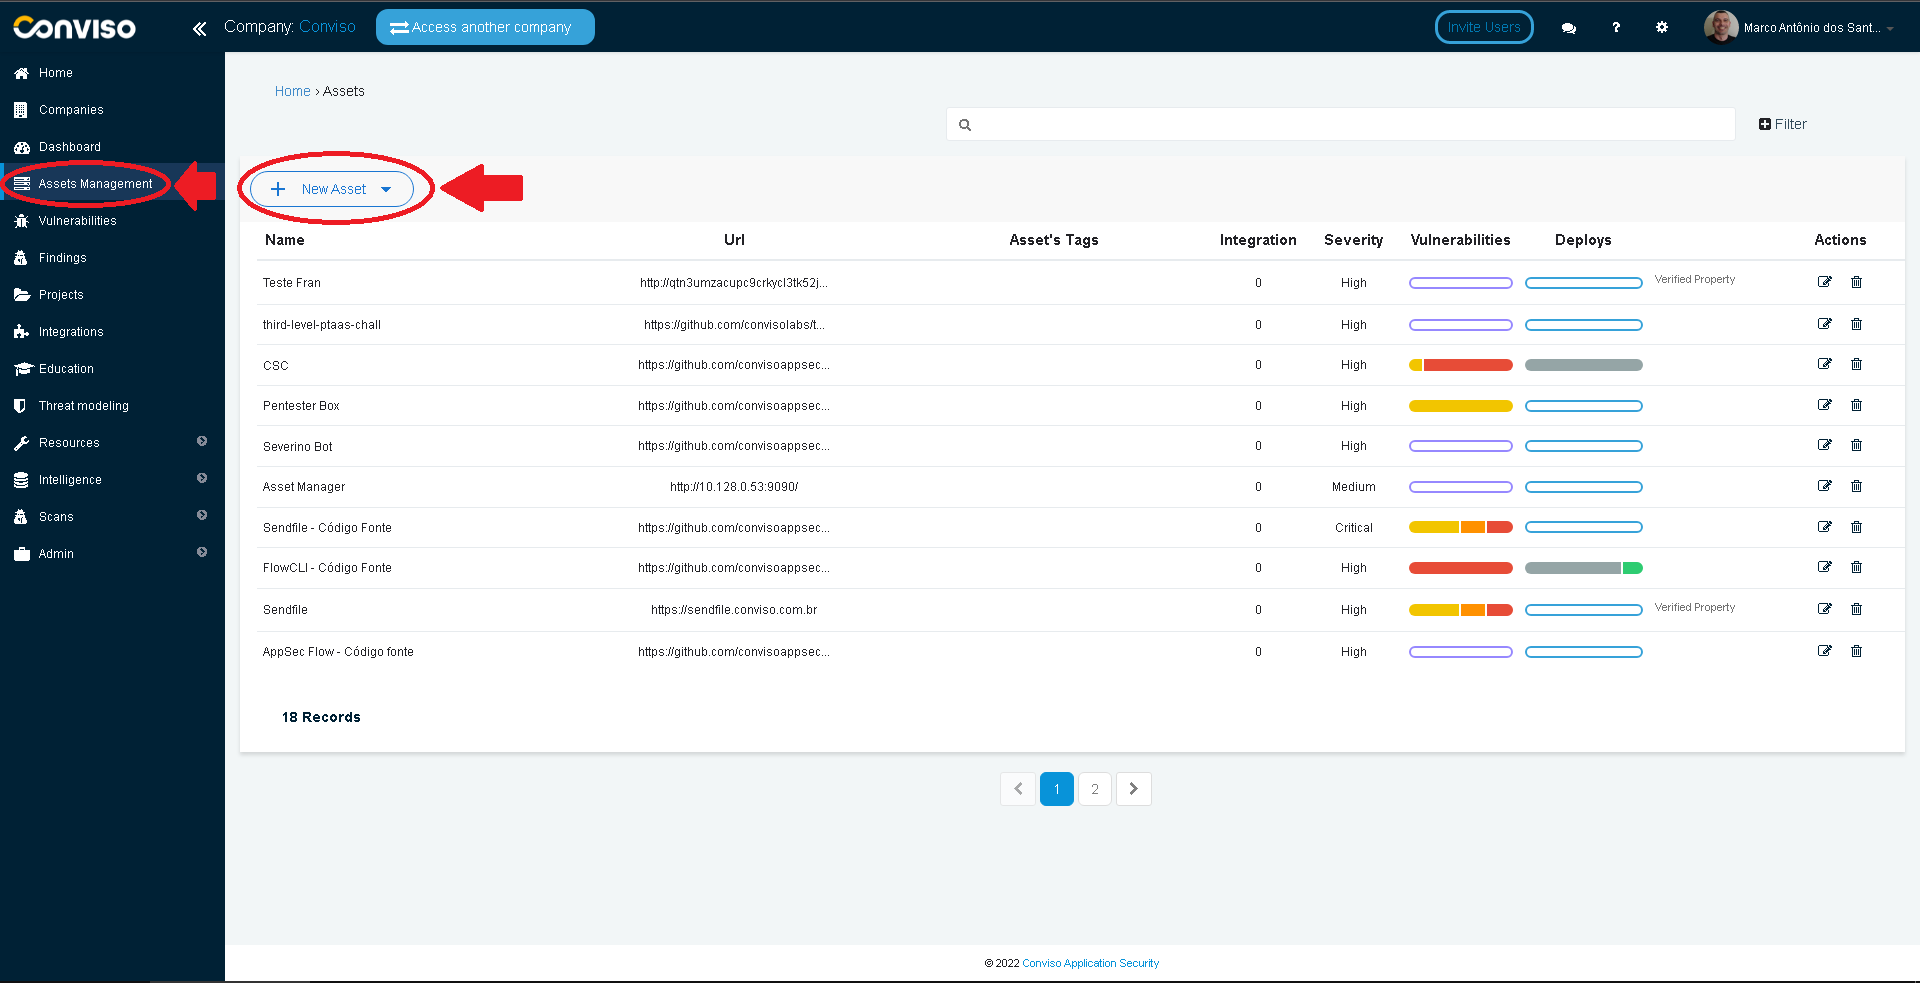 Conviso
Company: Conviso
Access another company
Invite Users
?
Marco Antônio dos Sant...
Home
Companies
Dashboard
Assets Management
Vulnerabilities
Findings
Projects
Integrations
Education
Threat modeling
Resources
Intelligence
Scans
Admin
Home › Assets
Filter
New Asset
Name Url Asset's Tags Integration Severity Vulnerabilities Deploys Actions
Teste Fran http://qtn3umzacupc9crkycl3tk52j... 0 High Verified Property
third-level-ptaas-chall https://github.com/convisolabs/t... 0 High
CSC https://github.com/convisoappsec... 0 High
Pentester Box https://github.com/convisoappsec... 0 High
Severino Bot https://github.com/convisoappsec... 0 High
Asset Manager http://10.128.0.53:9090/ 0 Medium
Sendfile - Código Fonte https://github.com/convisoappsec... 0 Critical
FlowCLI - Código Fonte https://github.com/convisoappsec... 0 High
Sendfile https://sendfile.conviso.com.br 0 High Verified Property
AppSec Flow - Código fonte https://github.com/convisoappsec... 0 High
18 Records
1 2
© 2022 Conviso Application Security